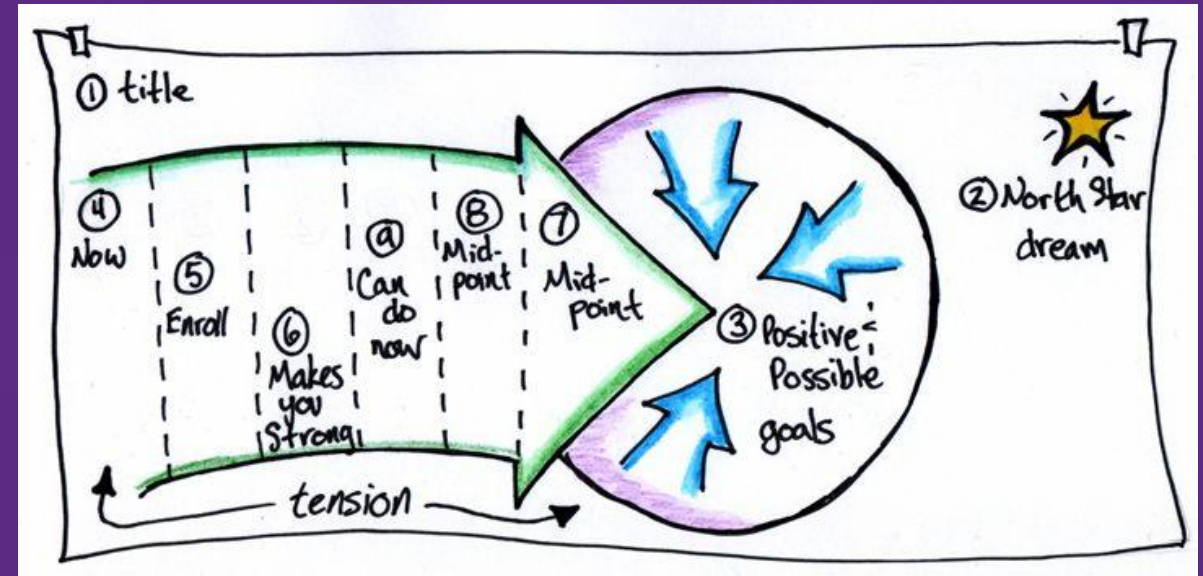 ① title
② North Star
dream
④
Now
⑤
Enroll
⑥
Makes
you
Strong
⑨
Can
do
now
⑧
Mid-
point
⑦
Mid-
point
③ Positive &
Possible
goals
tension